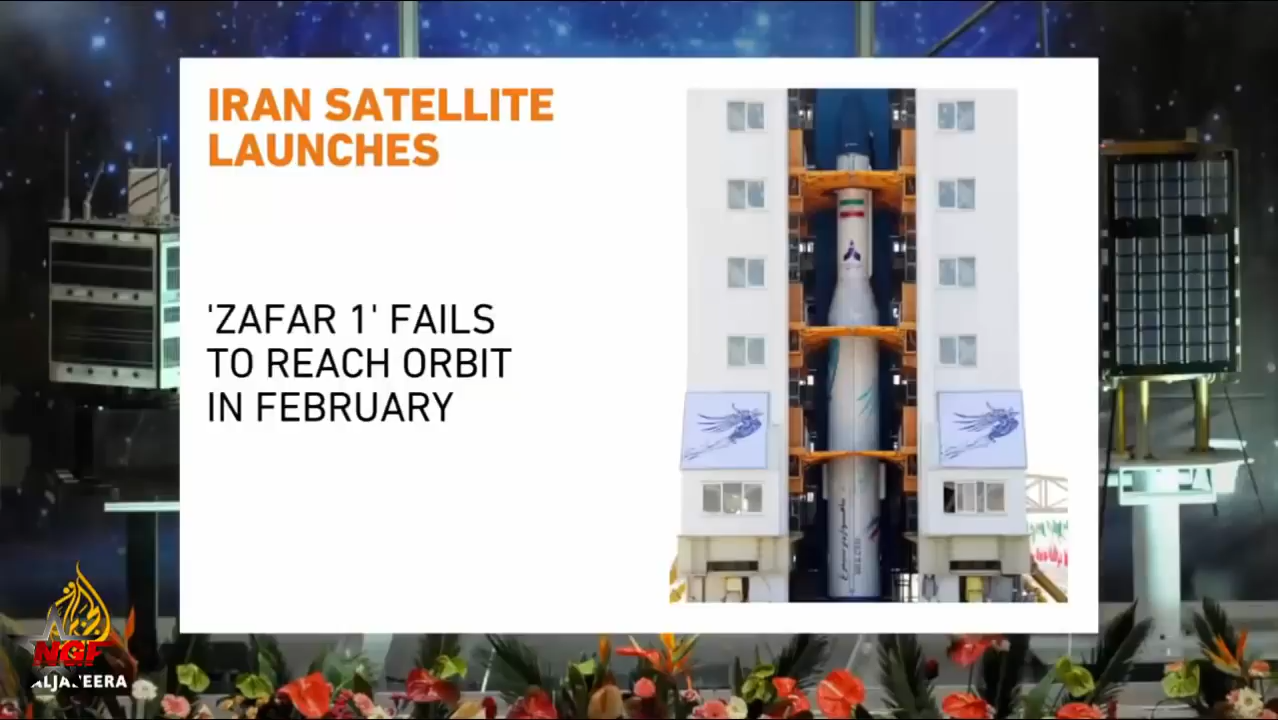 IRAN SATELLITE
LAUNCHES
'ZAFAR 1' FAILS
TO REACH ORBIT
IN FEBRUARY
NGF
ALJAZEERA